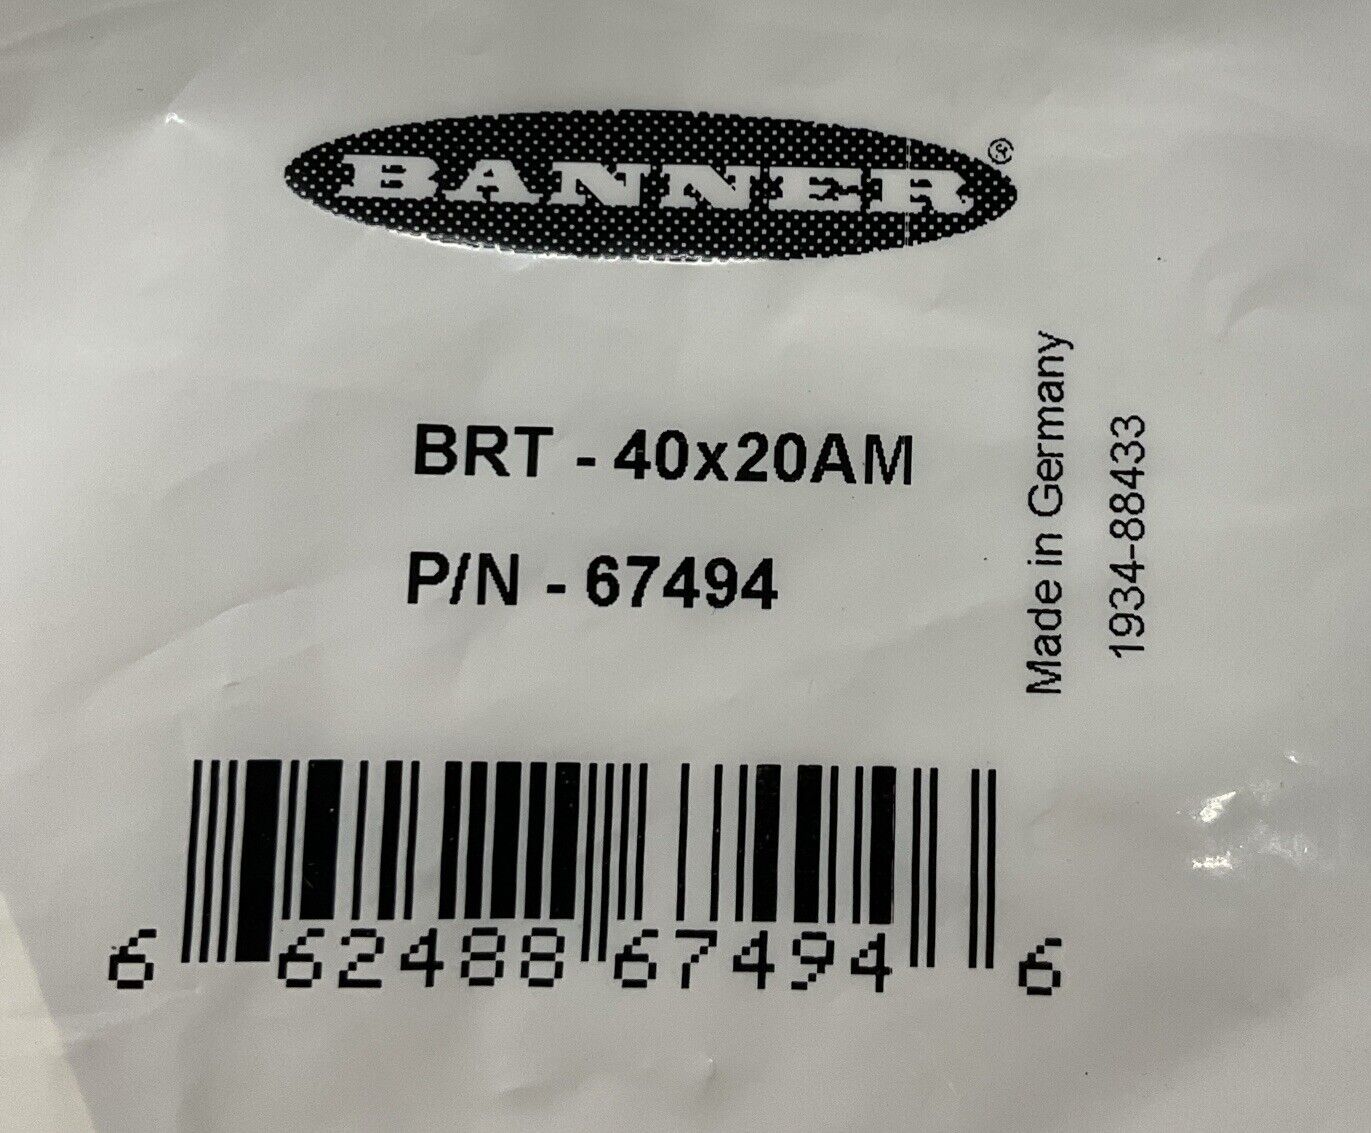 BANNER®
BRT - 40x20AM
P/N - 67494
Made in Germany
1934-88433
6 62488 67494 6